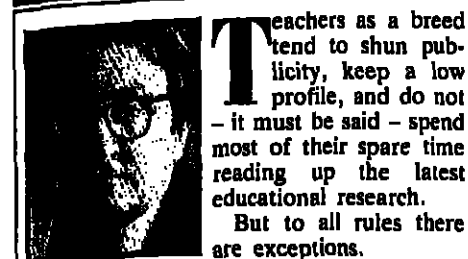 Teachers as a breed
tend to shun pub-
licity, keep a low
profile, and do not
– it must be said – spend
most of their spare time
reading up the latest
educational research.
But to all rules there
are exceptions.